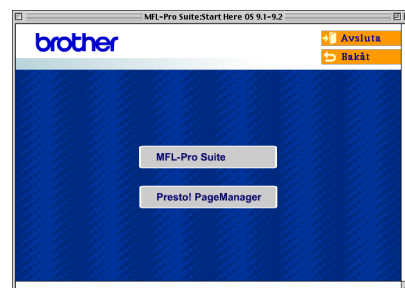 MFL-Pro Suite:Start Here OS 9.1-9.2
brother
Avsluta
Bakåt
MFL-Pro Suite
Presto! PageManager